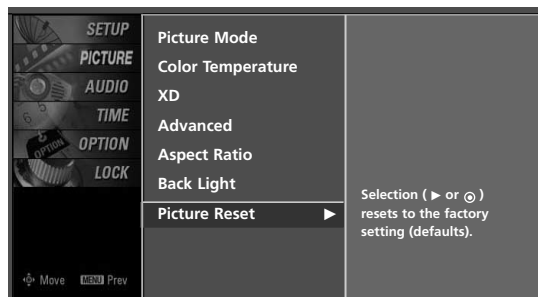 SETUP
PICTURE
AUDIO
TIME
OPTION
LOCK
Move MENU Prev
Picture Mode
Color Temperature
XD
Advanced
Aspect Ratio
Back Light
Picture Reset ►
Selection ( ► or ◉ )
resets to the factory
setting (defaults).